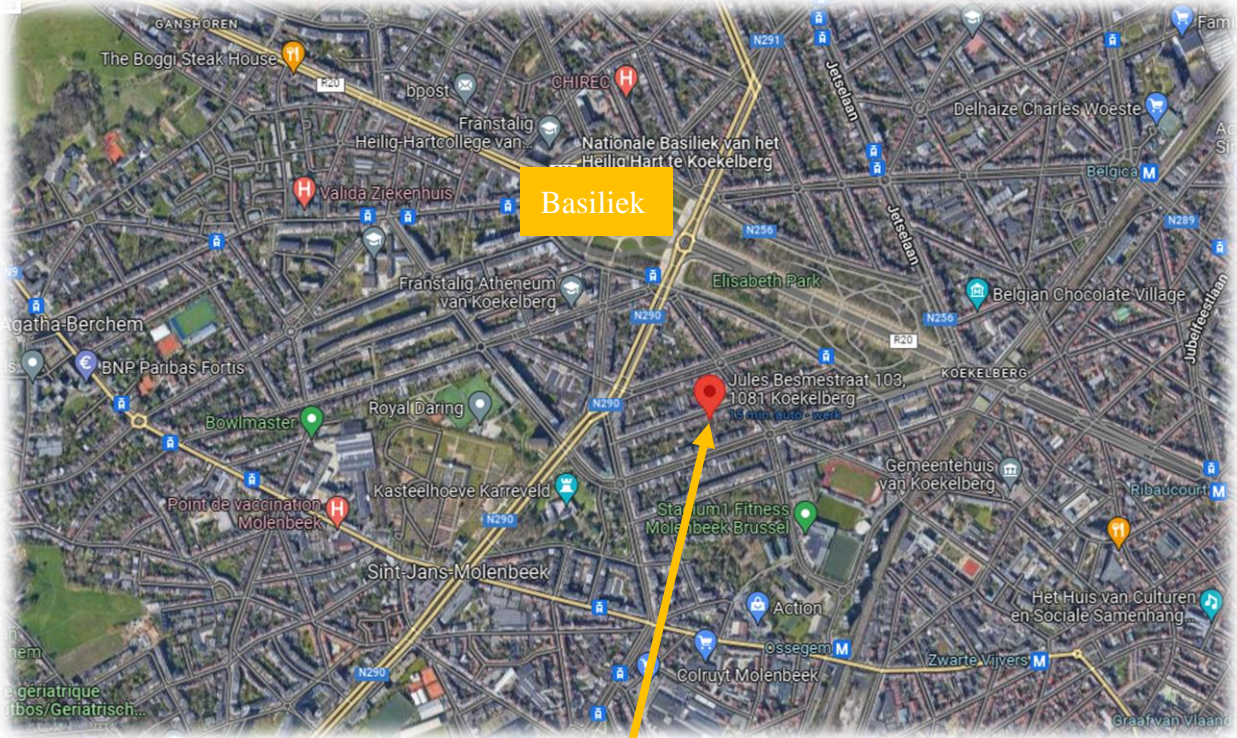 GANSHOREN
The Boggi Steak House
R20
bpost
CHIREC
N291
Jetselaan
Delhaize Charles Woeste
Franstalig
Heilig-Hartcollege van...
Nationale Basiliek van het
Heilig Hart te Koekelberg
Basiliek
Belgica
Valida Ziekenhuis
Jetselaan
N289
N256
Elisabeth Park
Franstalig Atheneum
van Koekelberg
Belgian Chocolate Village
N290
N256
Jubelfeestlaan
Agatha-Berchem
R20
BNP Paribas Fortis
KOEKELBERG
Jules Besmestraat 103,
1081 Koekelberg
15 min. auto - werk
Royal Daring
N290
Bowlmaster
Gemeentehuis
van Koekelberg
Kasteelhoeve Karreveld
Ribaucourt
Point de vaccination
Molenbeek
N290
Stadium1 Fitness
Molenbeek Brussel
Sint-Jans-Molenbeek
Action
Het Huis van Culturen
en Sociale Samenhang...
Ossegem
Zwarte Vijvers
N290
Colruyt Molenbeek
Graaf van Vlaand